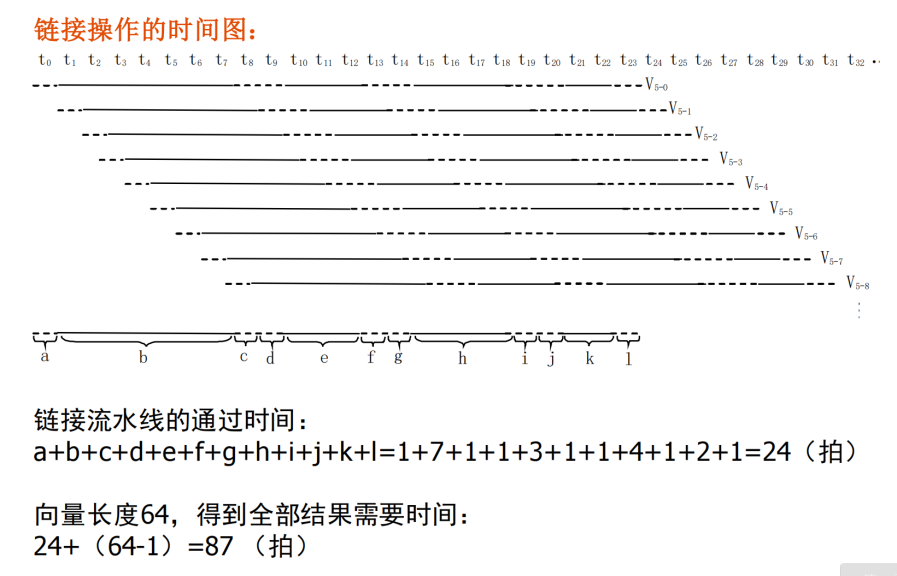 链接操作的时间图：
t0 t1 t2 t3 t4 t5 t6 t7 t8 t9 t10 t11 t12 t13 t14 t15 t16 t17 t18 t19 t20 t21 t22 t23 t24 t25 t26 t27 t28 t29 t30 t31 t32 ..
V5-0
V5-1
V5-2
V5-3
V5-4
V5-5
V5-6
V5-7
V5-8
⋮
a b c d e f g h i j k l
链接流水线的通过时间：
a+b+c+d+e+f+g+h+i+j+k+l=1+7+1+1+3+1+1+4+1+2+1=24（拍）
向量长度64，得到全部结果需要时间：
24+（64-1）=87 （拍）